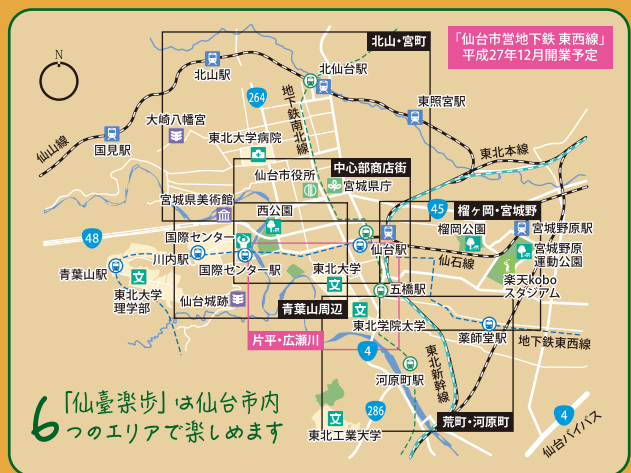 「仙台市営地下鉄 東西線」
平成27年12月開業予定
N
北山・宮町
北仙台駅
北山駅
264
地下鉄南北線
東照宮駅
大崎八幡宮
仙山線
国見駅
東北大学病院
東北本線
中心部商店街
仙台市役所
宮城県庁
宮城県美術館
西公園
45
榴ヶ岡・宮城野
48
国際センター
榴岡公園
宮城野原駅
仙台駅
川内駅
国際センター駅
仙石線
宮城野原
運動公園
青葉山駅
東北大学
理学部
東北大学
楽天kobo
スタジアム
仙台城跡
五橋駅
青葉山周辺
東北学院大学
薬師堂駅
地下鉄東西線
片平・広瀬川
4
東北新幹線
河原町駅
286
荒町・河原町
4
仙台バイパス
東北工業大学
「仙臺楽歩」は仙台市内
6つのエリアで楽しめます